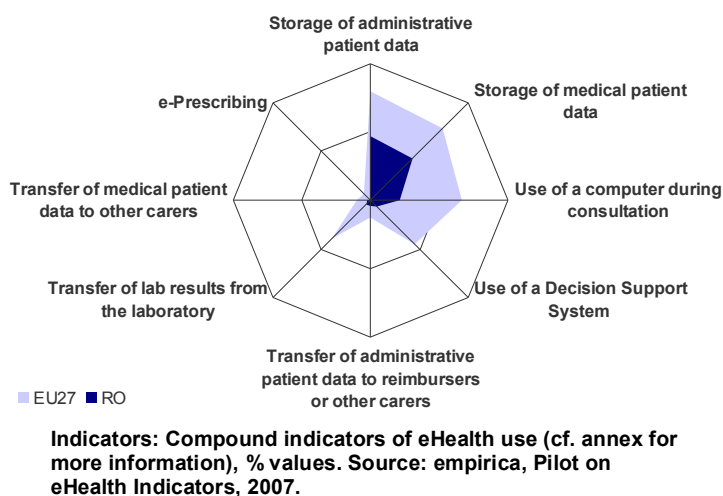 Storage of administrative
patient data
Storage of medical patient
data
e-Prescribing
Transfer of medical patient
data to other carers
Use of a computer during
consultation
Transfer of lab results from
the laboratory
Use of a Decision Support
System
Transfer of administrative
patient data to reimbursers
or other carers
EU27 RO
Indicators: Compound indicators of eHealth use (cf. annex for
more information), % values. Source: empirica, Pilot on
eHealth Indicators, 2007.